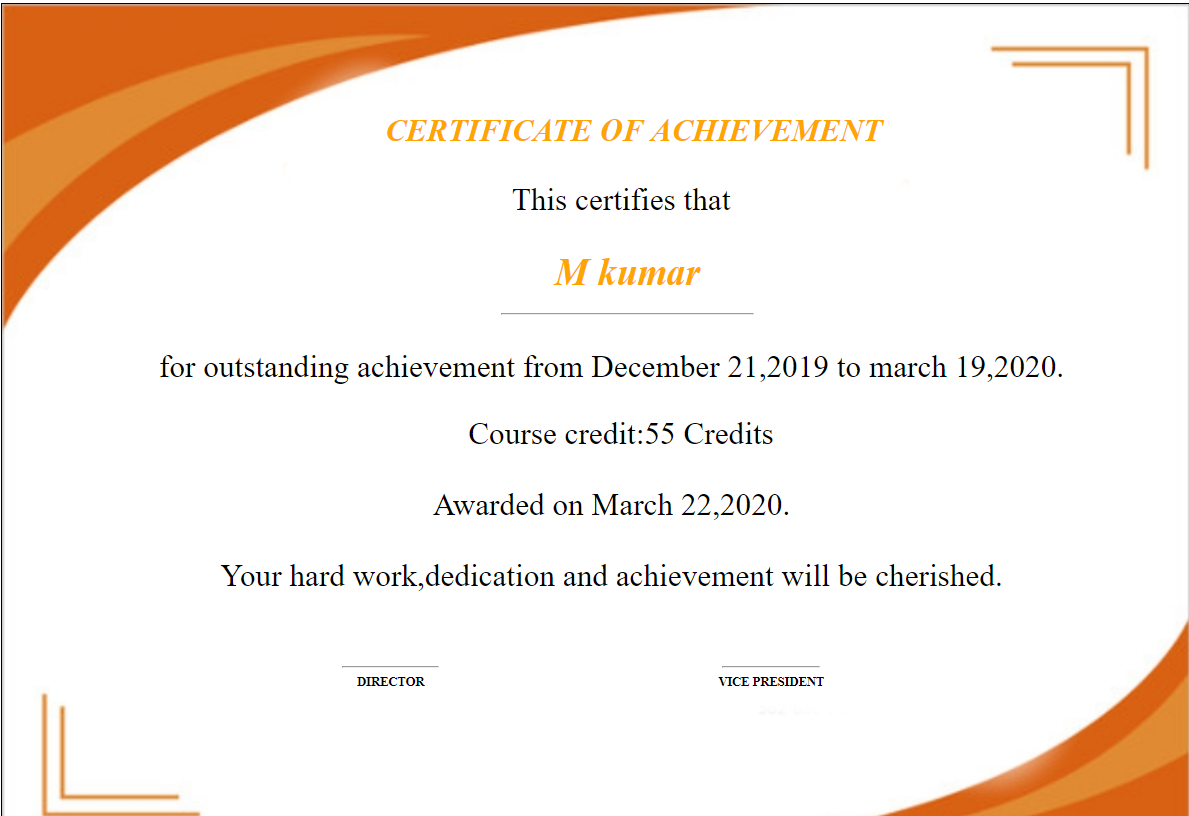 CERTIFICATE OF ACHIEVEMENT
This certifies that
M kumar
for outstanding achievement from December 21,2019 to march 19,2020.
Course credit:55 Credits
Awarded on March 22,2020.
Your hard work,dedication and achievement will be cherished.
DIRECTOR
VICE PRESIDENT